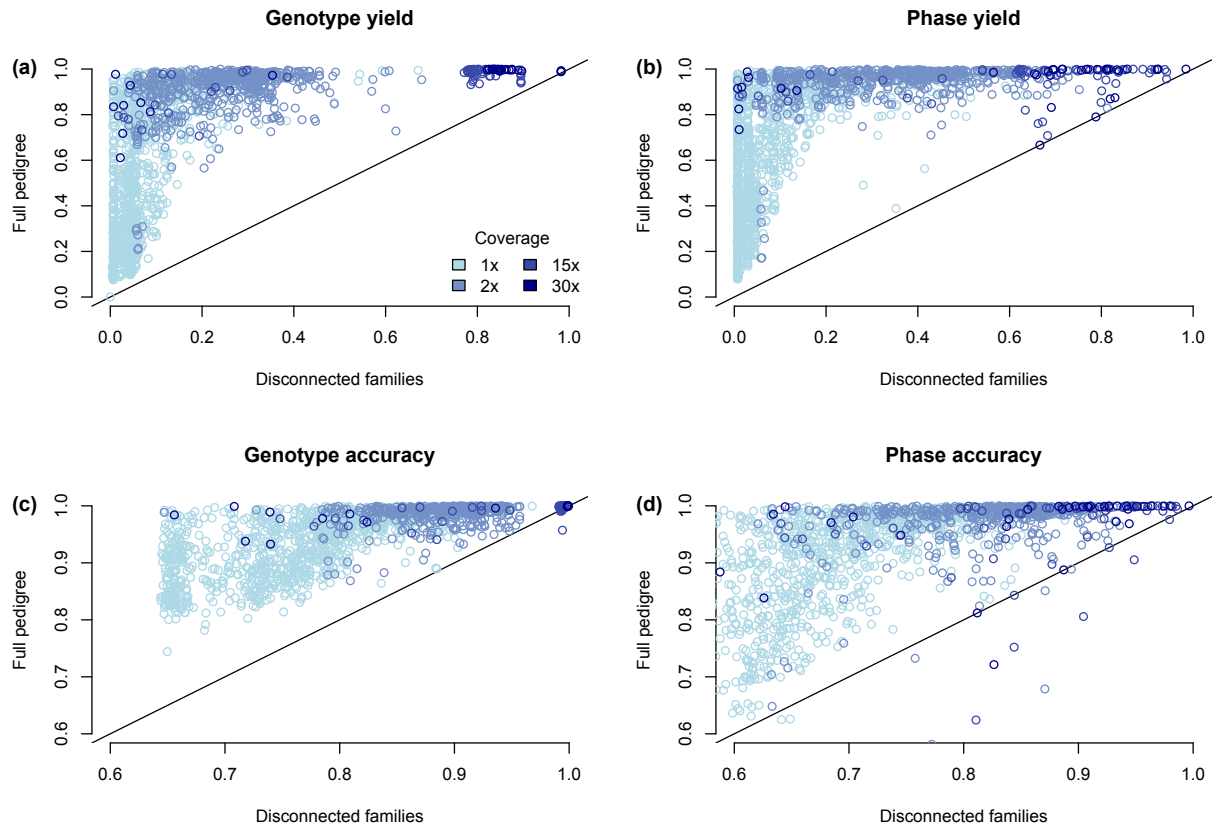 Genotype yield
(a)
Full pedigree
0.0 0.2 0.4 0.6 0.8 1.0
Coverage
1x 15x
2x 30x
0.0 0.2 0.4 0.6 0.8 1.0
Disconnected families
Phase yield
(b)
Full pedigree
0.0 0.2 0.4 0.6 0.8 1.0
0.0 0.2 0.4 0.6 0.8 1.0
Disconnected families
Genotype accuracy
(c)
Full pedigree
0.6 0.7 0.8 0.9 1.0
0.6 0.7 0.8 0.9 1.0
Disconnected families
Phase accuracy
(d)
Full pedigree
0.6 0.7 0.8 0.9 1.0
0.6 0.7 0.8 0.9 1.0
Disconnected families